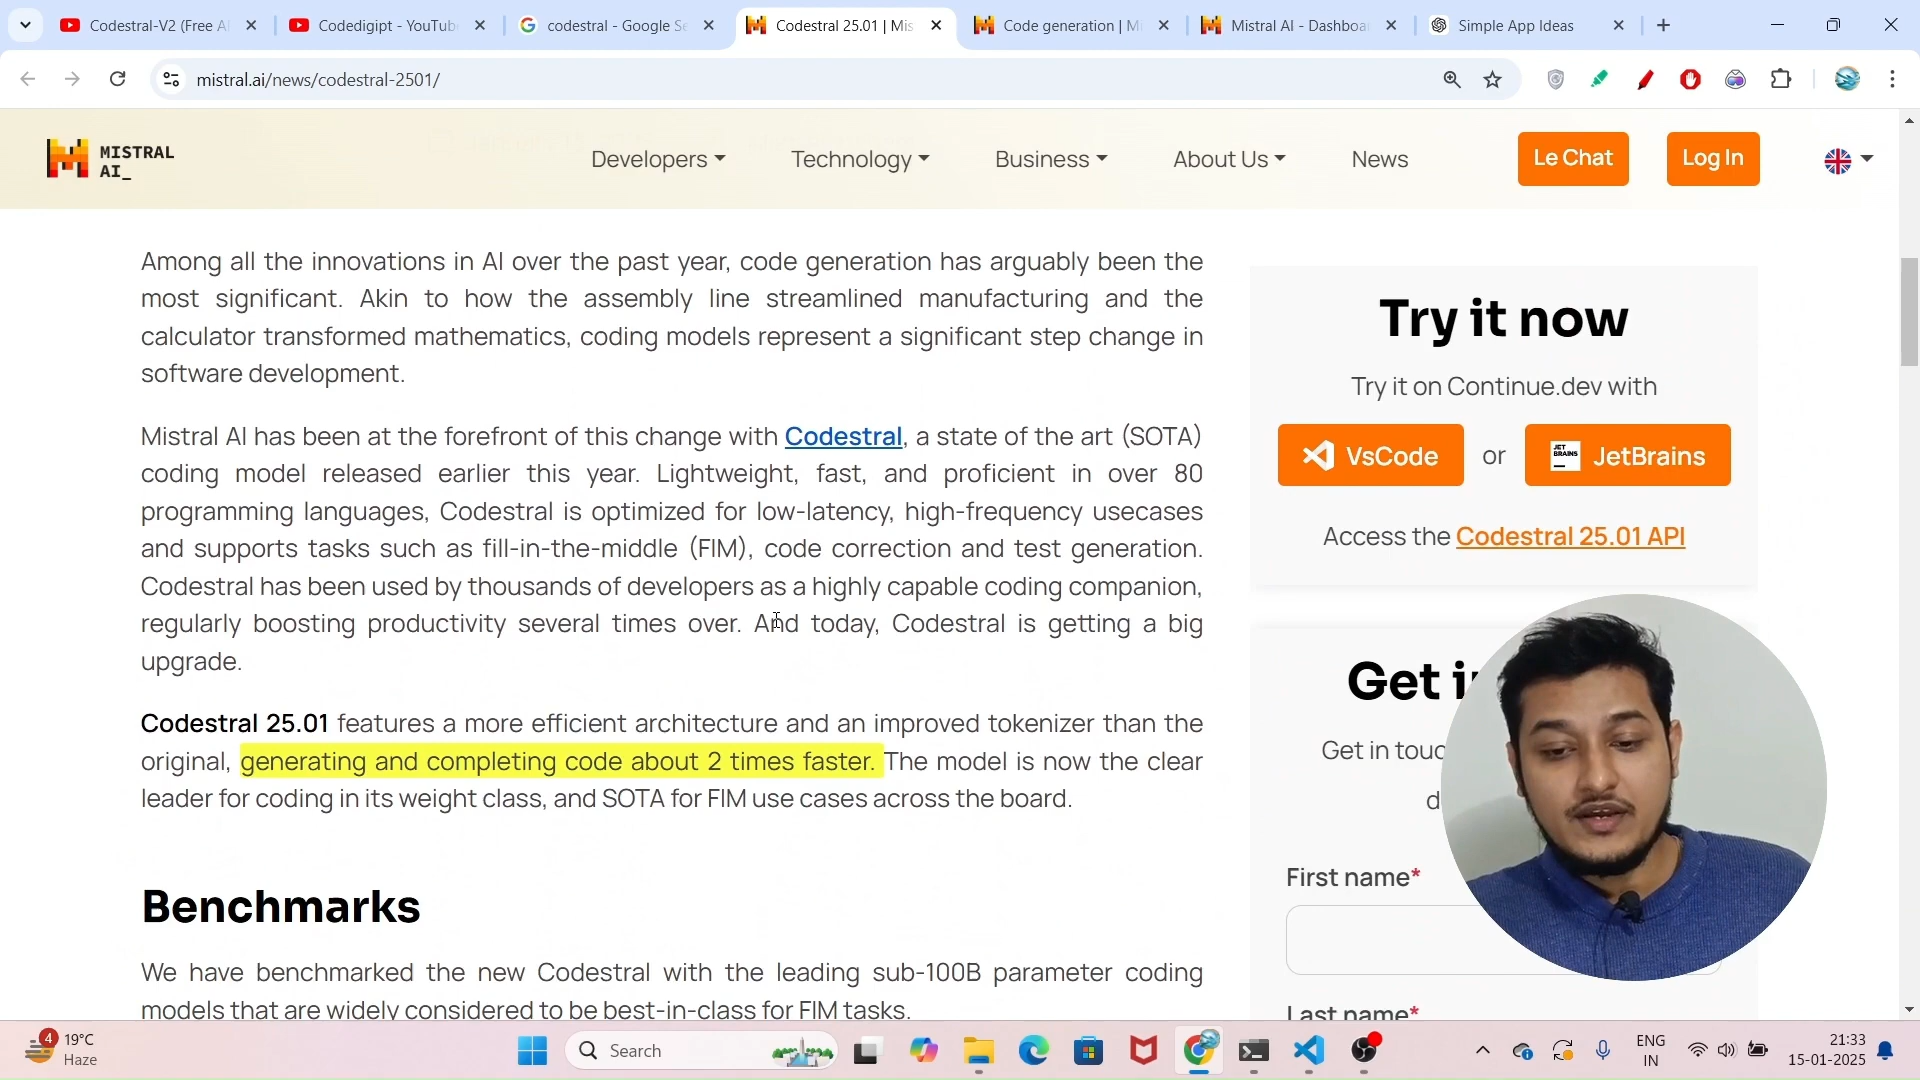 Codestral-V2 (Free A
Codedigipt - YouTub
codestral - Google Se
Codestral 25.01 | Mis
Code generation | M
Mistral AI - Dashboa
Simple App Ideas
mistral.ai/news/codestral-2501/
MISTRAL
AI_
Developers
Technology
Business
About Us
News
Le Chat
Log In
Among all the innovations in AI over the past year, code generation has arguably been the
most significant. Akin to how the assembly line streamlined manufacturing and the
calculator transformed mathematics, coding models represent a significant step change in
software development.
Mistral AI has been at the forefront of this change with Codestral, a state of the art (SOTA)
coding model released earlier this year. Lightweight, fast, and proficient in over 80
programming languages, Codestral is optimized for low-latency, high-frequency usecases
and supports tasks such as fill-in-the-middle (FIM), code correction and test generation.
Codestral has been used by thousands of developers as a highly capable coding companion,
regularly boosting productivity several times over. And today, Codestral is getting a big
upgrade.
Codestral 25.01 features a more efficient architecture and an improved tokenizer than the
original, generating and completing code about 2 times faster. The model is now the clear
leader for coding in its weight class, and SOTA for FIM use cases across the board.
Benchmarks
We have benchmarked the new Codestral with the leading sub-100B parameter coding
models that are widely considered to be best-in-class for FIM tasks.
Try it now
Try it on Continue.dev with
VsCode
or
JET
BRAINS
JetBrains
Access the Codestral 25.01 API
Get i
Get in touc
d
First name*
Last name*
4
19°C
Haze
Search
ENG
IN
21:33
15-01-2025